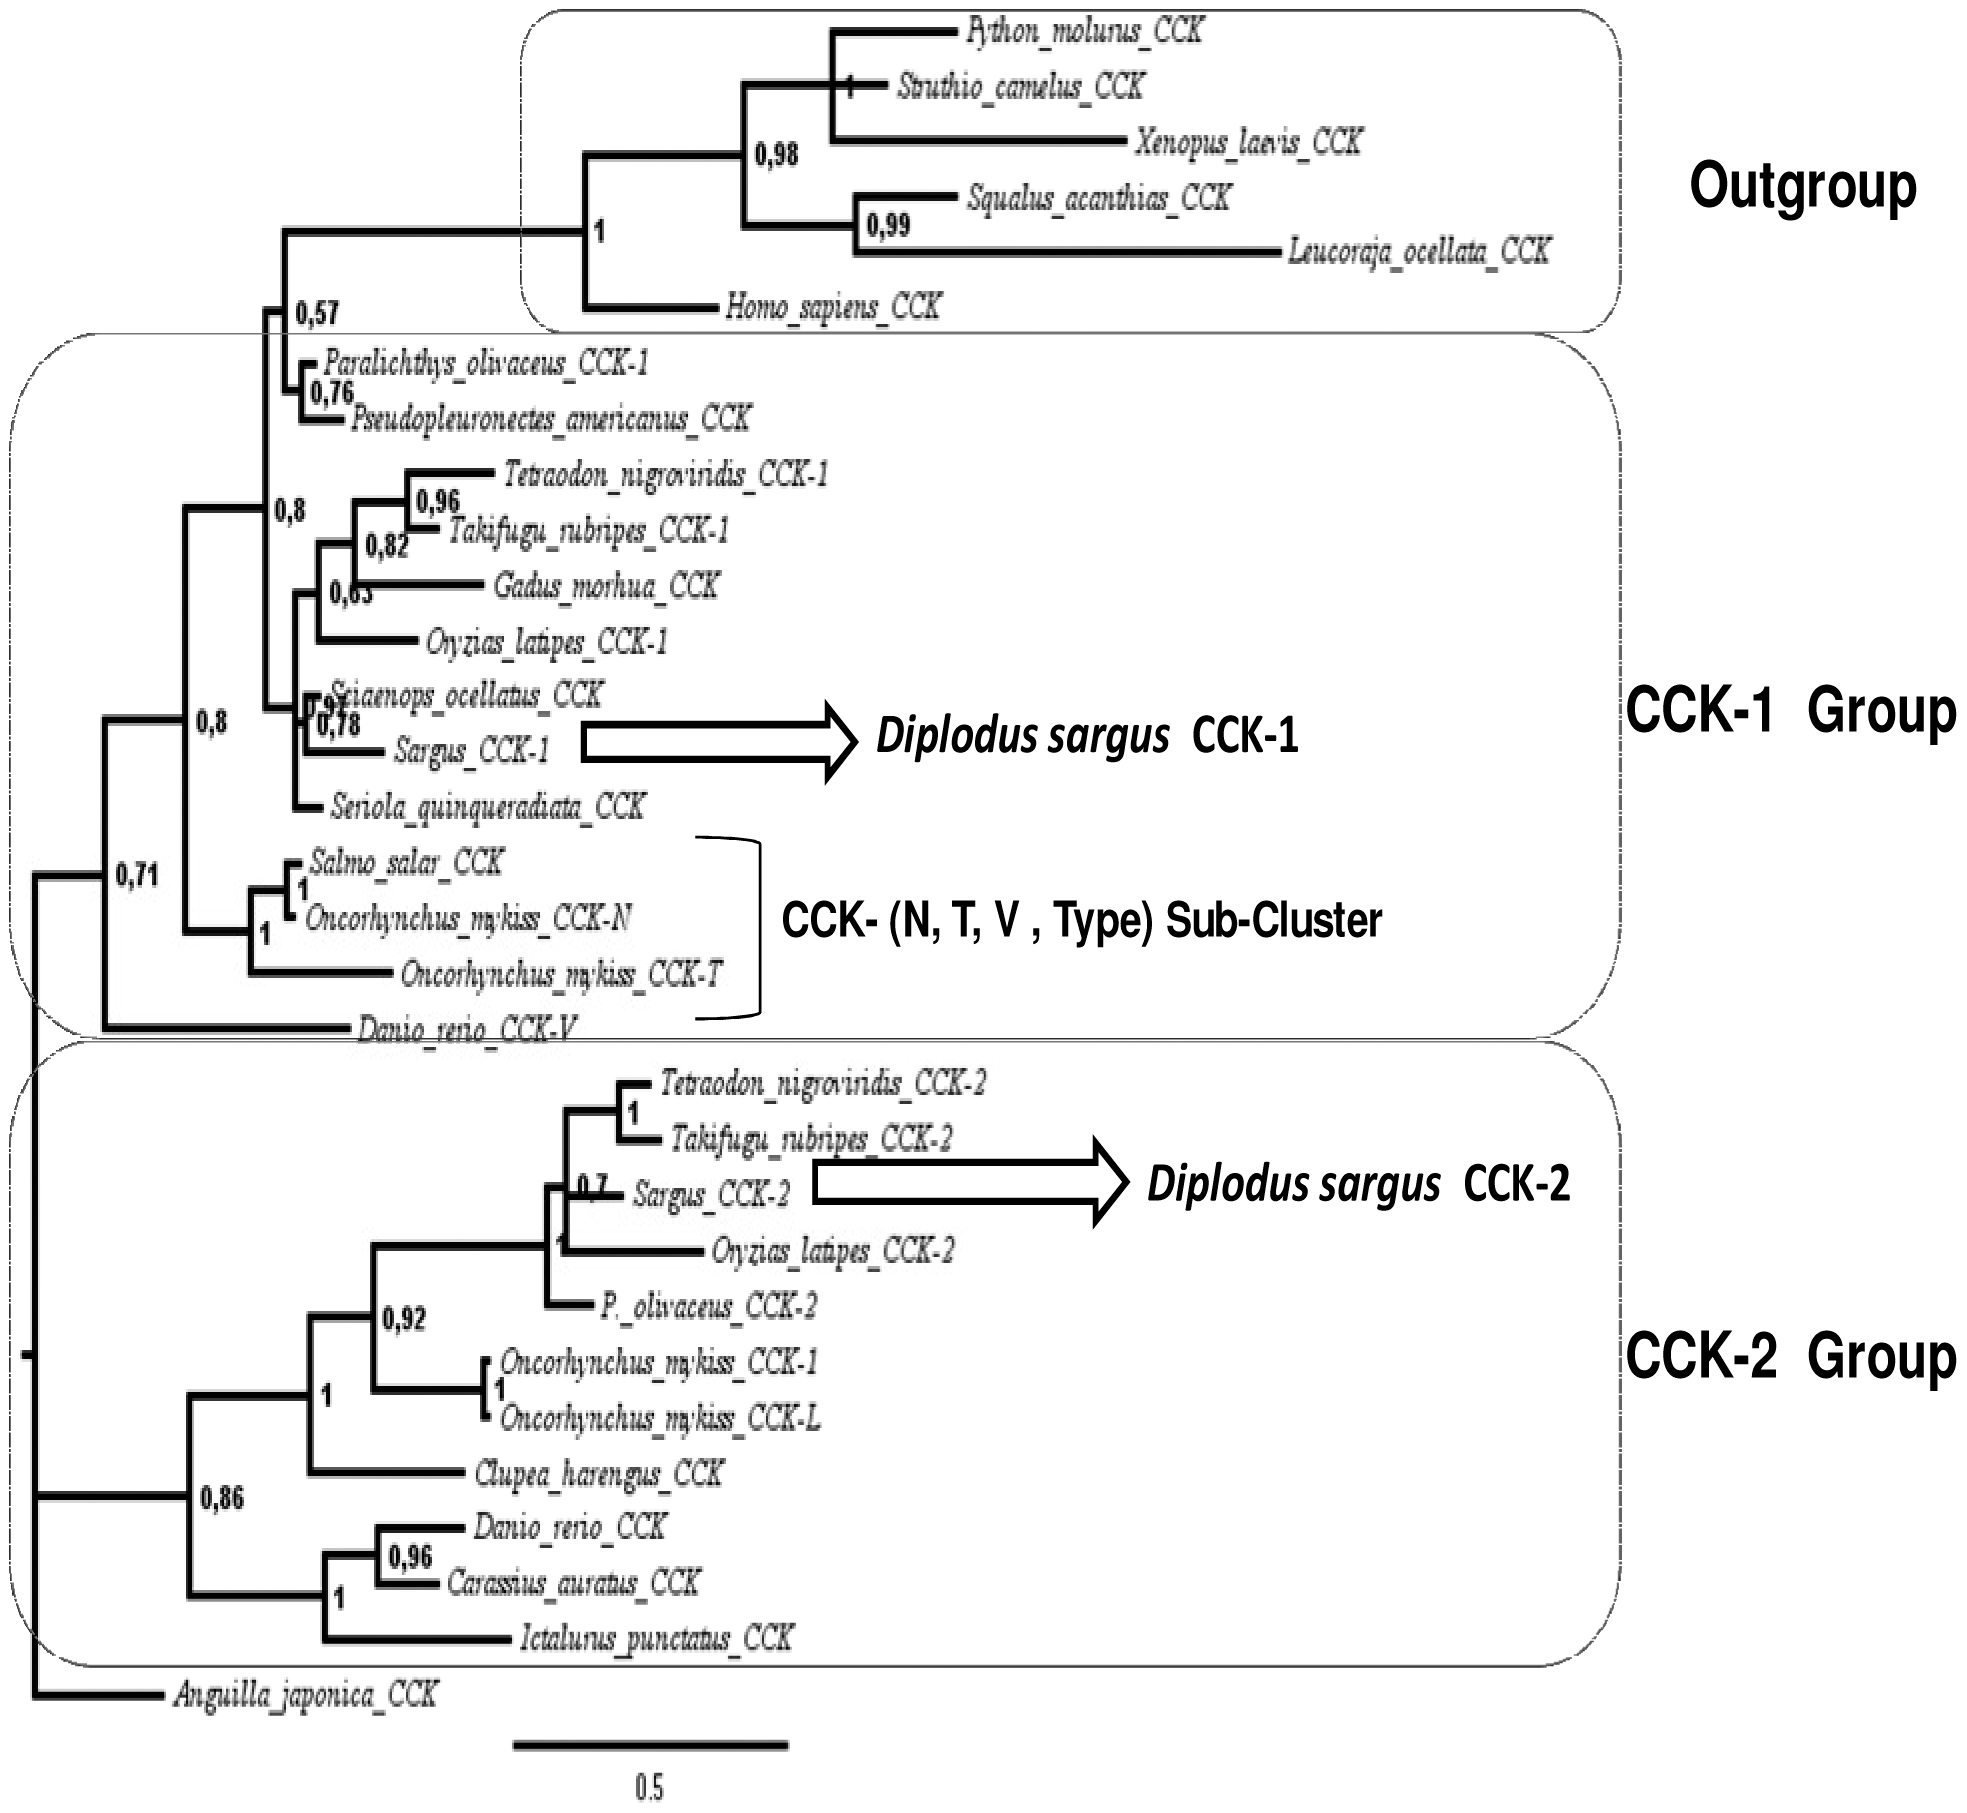 Python_molurus_CCK
1
Struthio_camelus_CCK
0,98
Xenopus_laevis_CCK
Squalus_acanthias_CCK
0,99
Leucoraja_ocellata_CCK
1
Homo_sapiens_CCK
Outgroup
0,57
Paralichthys_olivaceus_CCK-1
0,76
Pseudopleuronectes_americanus_CCK
Tetraodon_nigroviridis_CCK-1
0,96
0,8
Takifugu_rubripes_CCK-1
0,82
Gadus_morhua_CCK
0,63
Oryzias_latipes_CCK-1
Sciaenops_ocellatus_CCK
0,78
0,8
Sargus_CCK-1
Diplodus sargus CCK-1
CCK-1 Group
Seriola_quinqueradiata_CCK
Salmo_salar_CCK
0,71
1
Oncorhynchus_mykiss_CCK-N
1
CCK- (N, T, V , Type) Sub-Cluster
Oncorhynchus_mykiss_CCK-T
Danio_rerio_CCK-V
Tetraodon_nigroviridis_CCK-2
1
Takifugu_rubripes_CCK-2
0,7
Sargus_CCK-2
Diplodus sargus CCK-2
1
Oryzias_latipes_CCK-2
P._olivaceus_CCK-2
0,92
Oncorhynchus_mykiss_CCK-1
CCK-2 Group
1
1
Oncorhynchus_mykiss_CCK-L
Clupea_harengus_CCK
0,86
Danio_rerio_CCK
0,96
Carassius_auratus_CCK
1
Ictalurus_punctatus_CCK
Anguilla_japonica_CCK
0.5